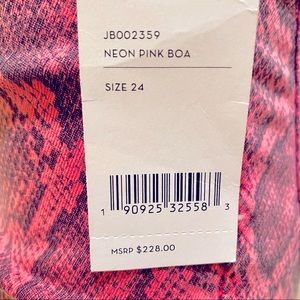 JB002359
NEON PINK BOA
SIZE 24
1 90925 32558 3
MSRP $228.00